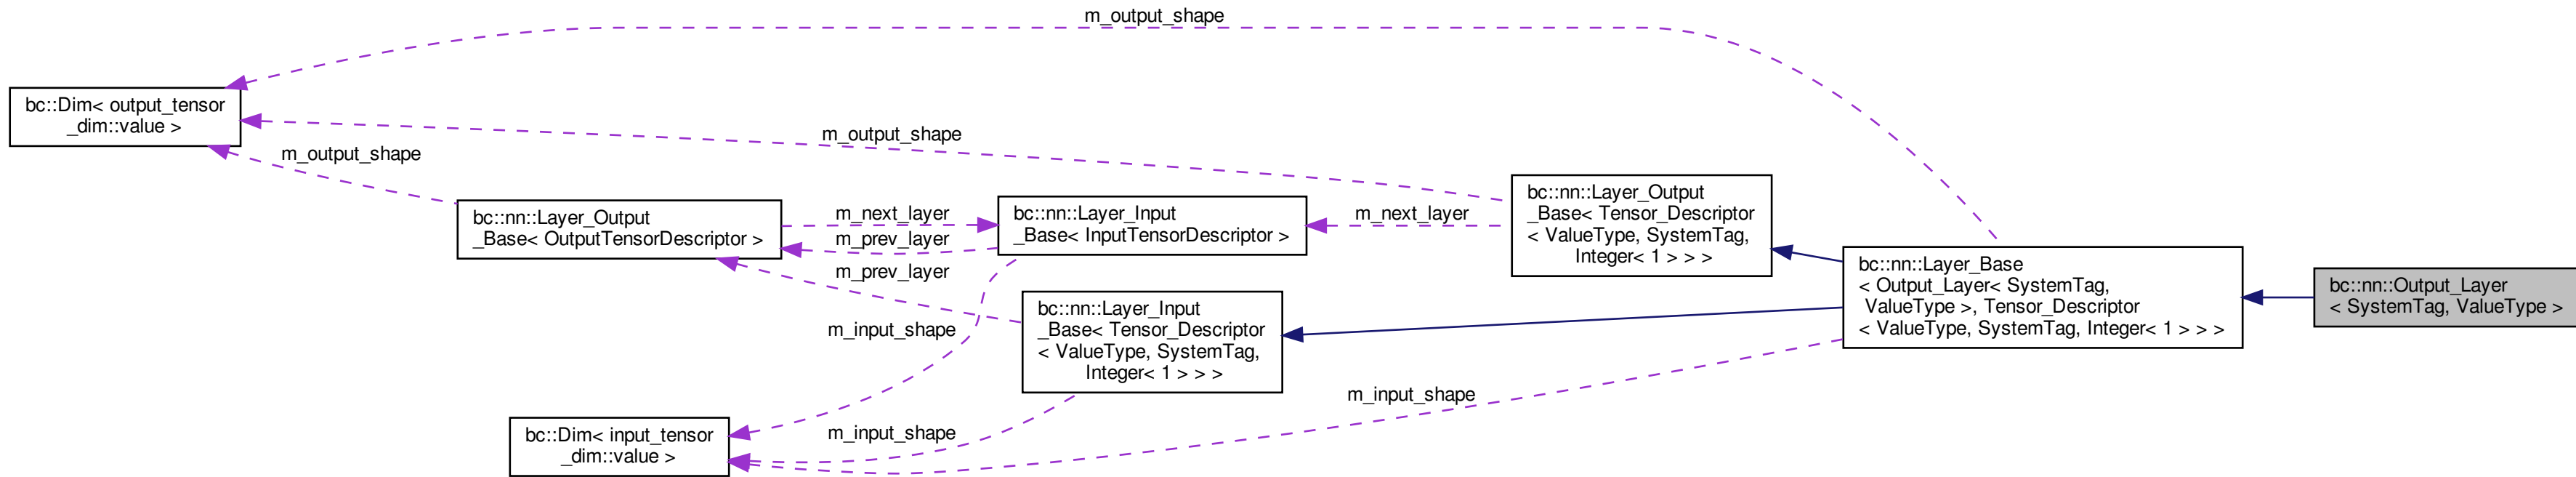 m_output_shape
bc::Dim< output_tensor
_dim::value >
m_output_shape
m_output_shape
bc::nn::Layer_Output
_Base< OutputTensorDescriptor >
m_next_layer
m_prev_layer
m_prev_layer
bc::nn::Layer_Input
_Base< InputTensorDescriptor >
m_next_layer
bc::nn::Layer_Output
_Base< Tensor_Descriptor
< ValueType, SystemTag,
Integer< 1 > > >
bc::nn::Layer_Base
< Output_Layer< SystemTag,
ValueType >, Tensor_Descriptor
< ValueType, SystemTag, Integer< 1 > > >
bc::nn::Output_Layer
< SystemTag, ValueType >
bc::nn::Layer_Input
_Base< Tensor_Descriptor
< ValueType, SystemTag,
Integer< 1 > > >
m_input_shape
m_input_shape
m_input_shape
bc::Dim< input_tensor
_dim::value >